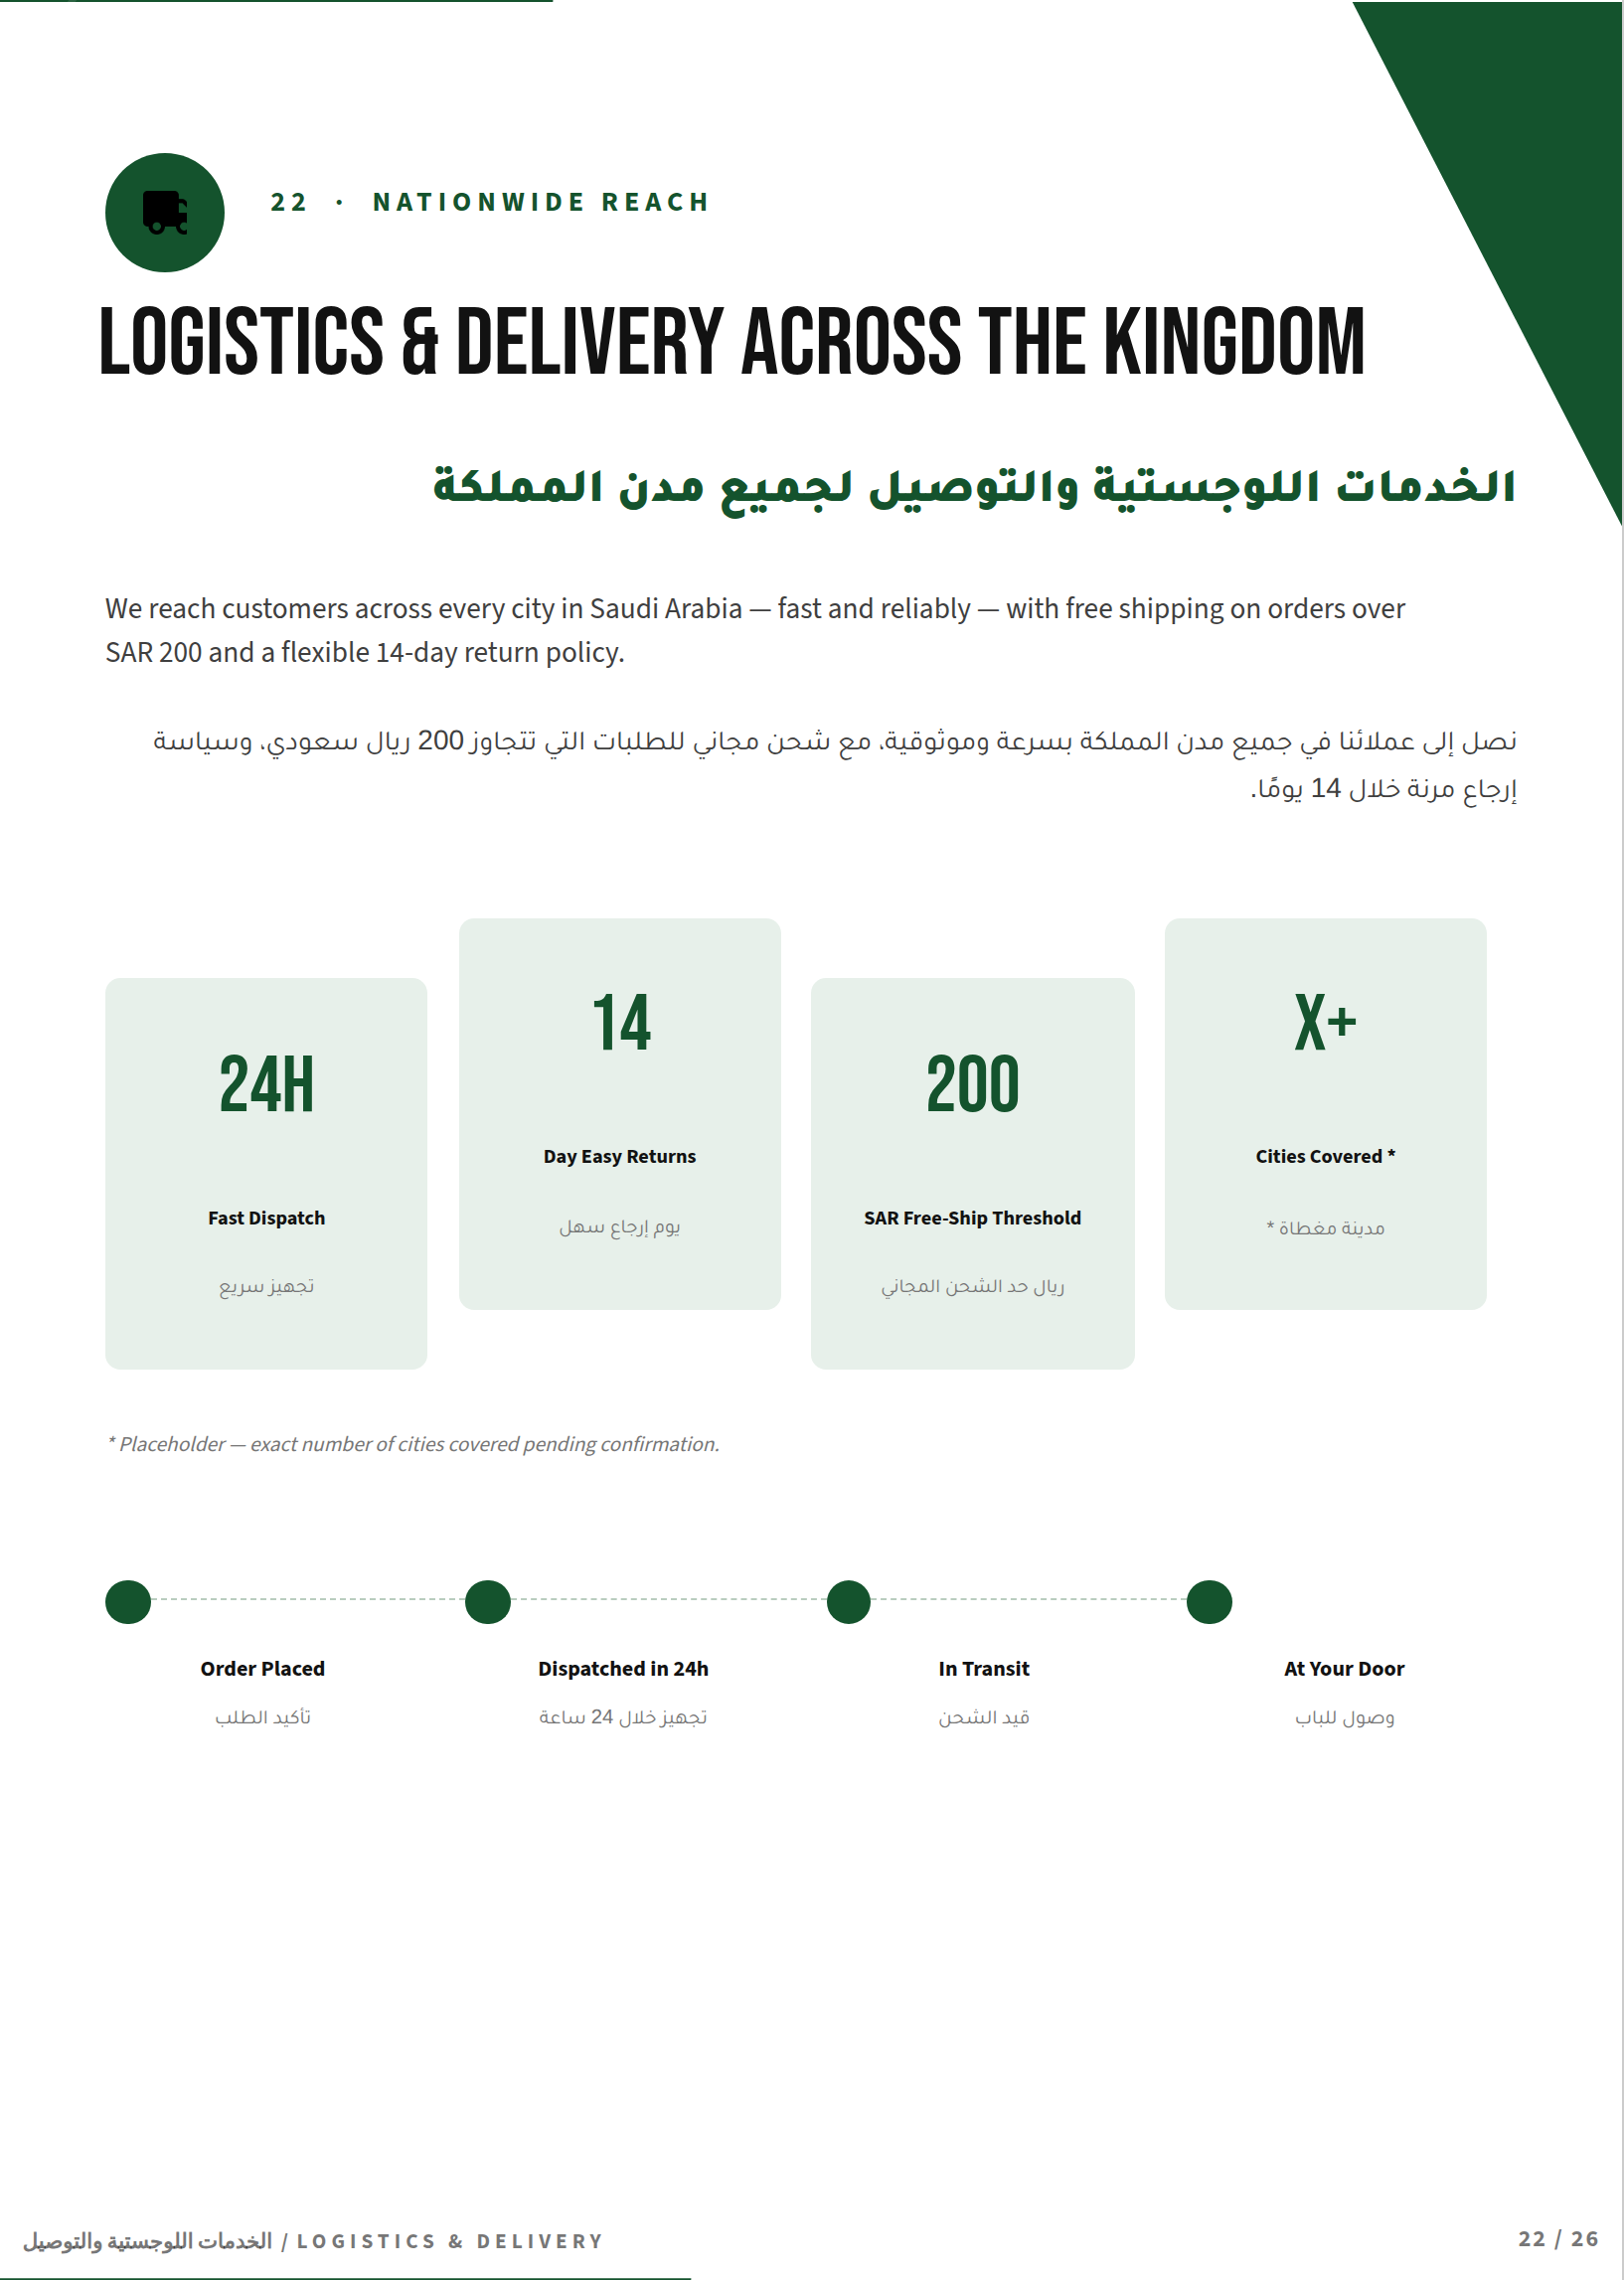 22 · NATIONWIDE REACH
LOGISTICS & DELIVERY ACROSS THE KINGDOM
الخدمات اللوجستية والتوصيل لجميع مدن المملكة
We reach customers across every city in Saudi Arabia — fast and reliably — with free shipping on orders over
SAR 200 and a flexible 14-day return policy.
نصل إلى عملائنا في جميع مدن المملكة بسرعة وموثوقية، مع شحن مجاني للطلبات التي تتجاوز 200 ريال سعودي، وسياسة
إرجاع مرنة خلال 14 يومًا.
24H
Fast Dispatch
تجهيز سريع
14
Day Easy Returns
يوم إرجاع سهل
200
SAR Free-Ship Threshold
ريال حد الشحن المجاني
X+
Cities Covered *
مدينة مغطاة *
* Placeholder — exact number of cities covered pending confirmation.
Order Placed
تأكيد الطلب
Dispatched in 24h
تجهيز خلال 24 ساعة
In Transit
قيد الشحن
At Your Door
وصول للباب
الخدمات اللوجستية والتوصيل / LOGISTICS & DELIVERY
22 / 26